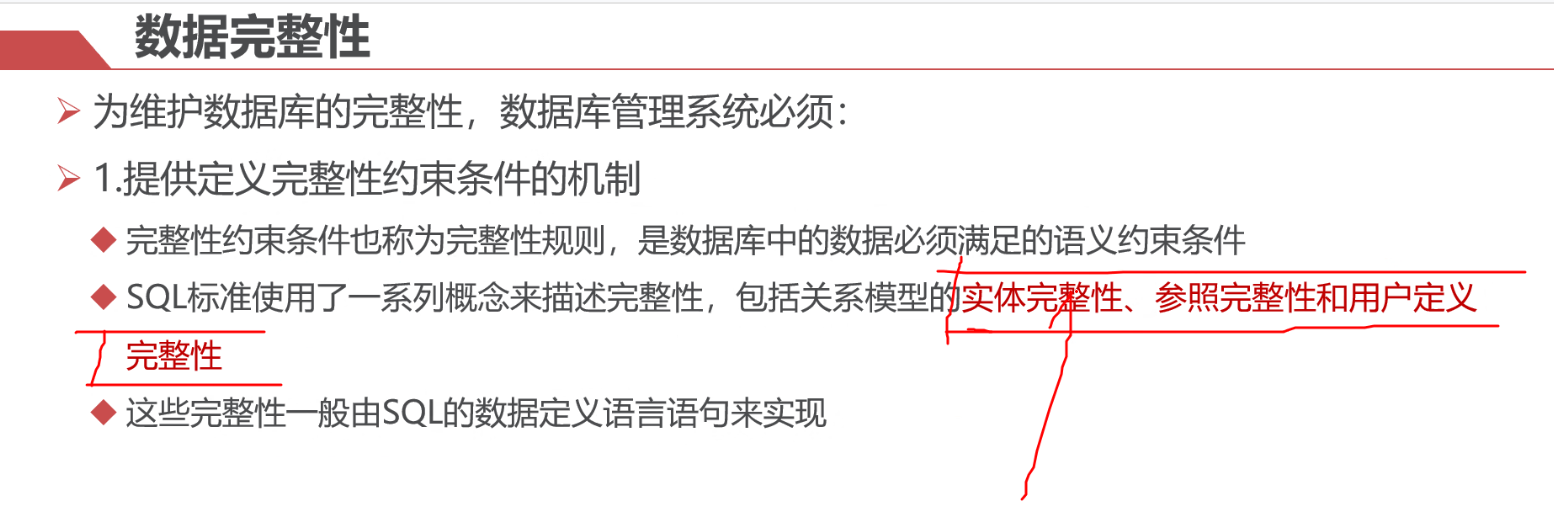 数据完整性
为维护数据库的完整性，数据库管理系统必须：
1.提供定义完整性约束条件的机制
完整性约束条件也称为完整性规则，是数据库中的数据必须满足的语义约束条件
SQL标准使用了一系列概念来描述完整性，包括关系模型的实体完整性、参照完整性和用户定义
完整性
这些完整性一般由SQL的数据定义语言语句来实现